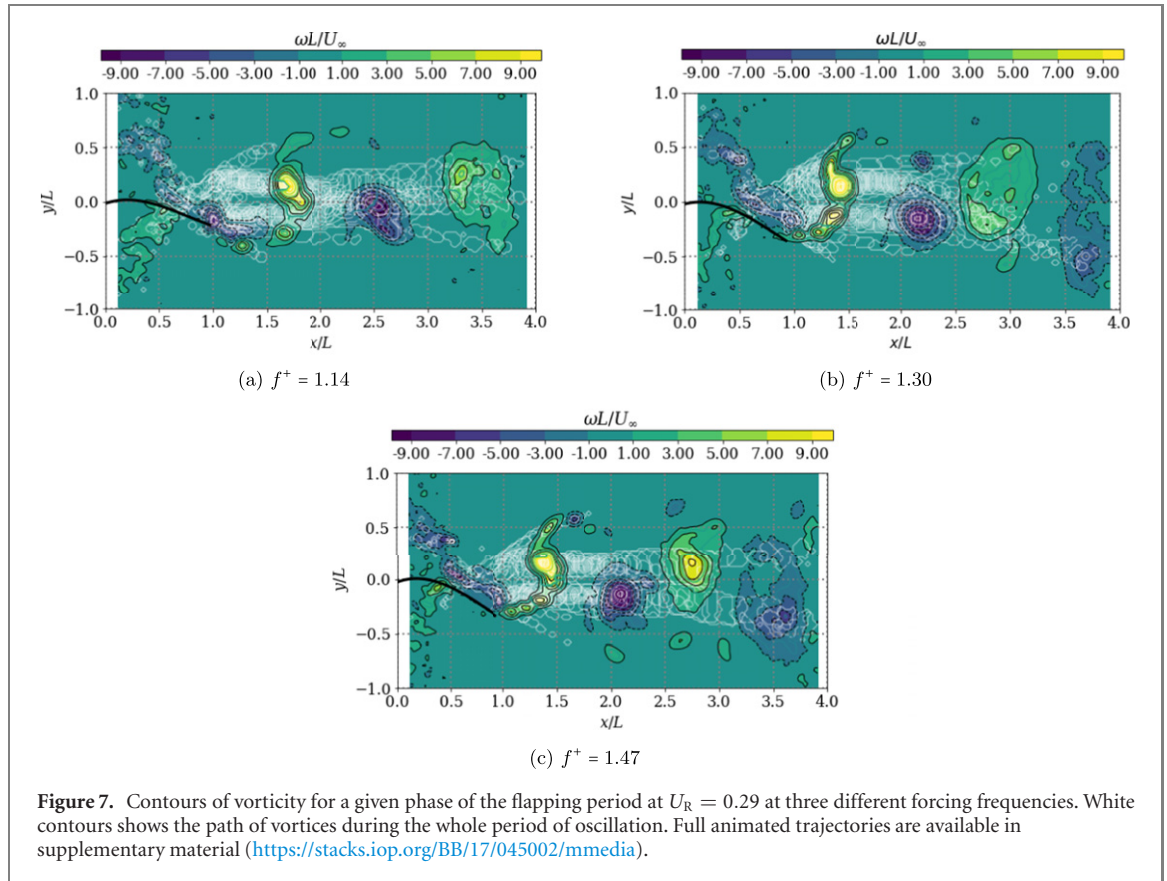 ωL/U∞
-9.00 -7.00 -5.00 -3.00 -1.00 1.00 3.00 5.00 7.00 9.00
1.0
0.5
0.0
−0.5
−1.0
y/L
0.0 0.5 1.0 1.5 2.0 2.5 3.0 3.5 4.0
x/L
(a) f⁺ = 1.14
ωL/U∞
-9.00 -7.00 -5.00 -3.00 -1.00 1.00 3.00 5.00 7.00 9.00
1.0
0.5
0.0
−0.5
−1.0
y/L
0.0 0.5 1.0 1.5 2.0 2.5 3.0 3.5 4.0
x/L
(b) f⁺ = 1.30
ωL/U∞
-9.00 -7.00 -5.00 -3.00 -1.00 1.00 3.00 5.00 7.00 9.00
1.0
0.5
0.0
−0.5
−1.0
y/L
0.0 0.5 1.0 1.5 2.0 2.5 3.0 3.5 4.0
x/L
(c) f⁺ = 1.47
Figure 7. Contours of vorticity for a given phase of the flapping period at U_R = 0.29 at three different forcing frequencies. White
contours shows the path of vortices during the whole period of oscillation. Full animated trajectories are available in
supplementary material (https://stacks.iop.org/BB/17/045002/mmedia).